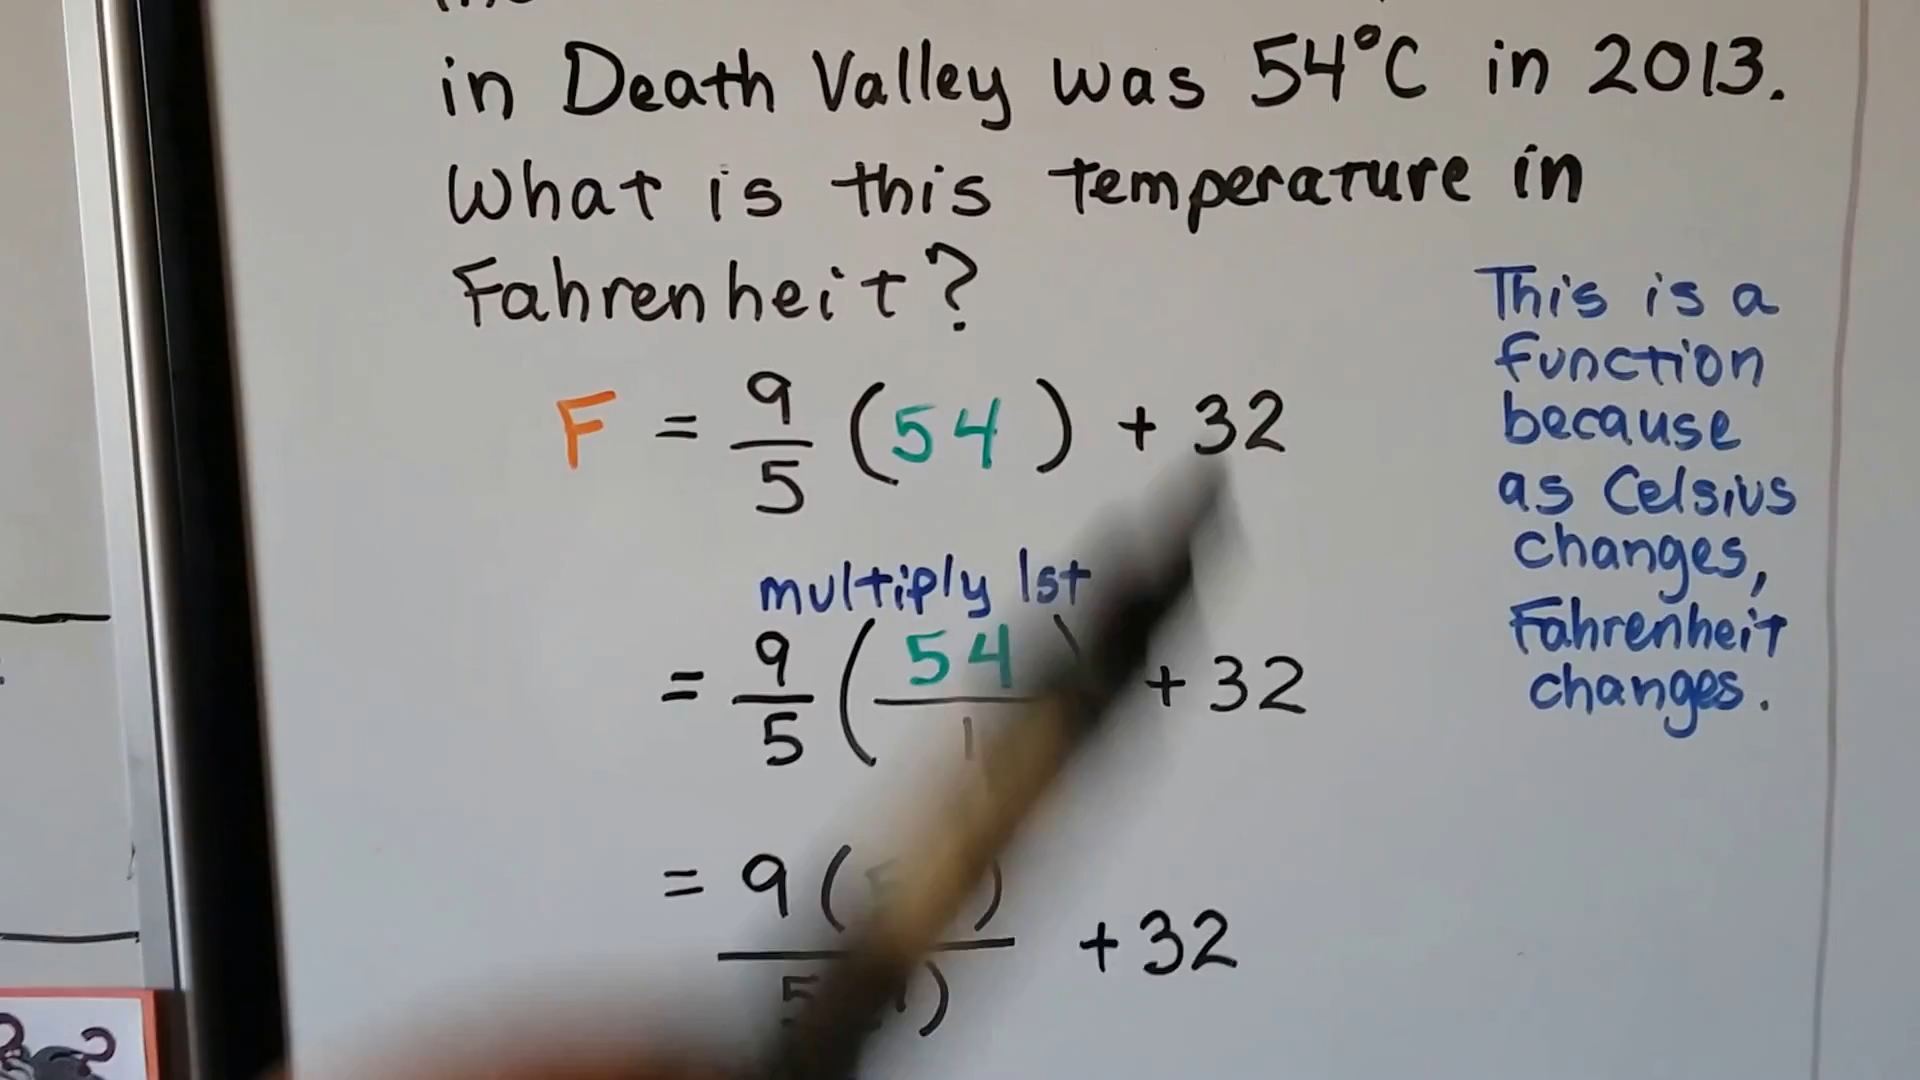 in Death Valley was 54°C in 2013.
What is this temperature in
Fahrenheit?
This is a
function
because
as Celsius
changes,
Fahrenheit
changes.
F = 9/5 (54) + 32
multiply 1st
= 9/5 (54/1) + 32
= 9( ) / 5( ) + 32